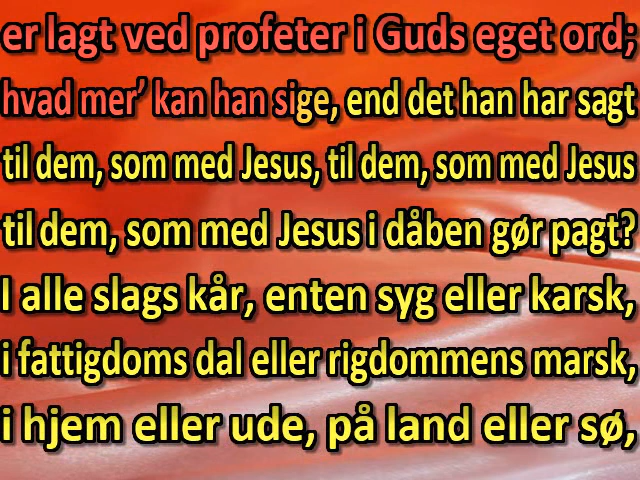 er lagt ved profeter i Guds eget ord;
hvad mer’ kan han sige, end det han har sagt
til dem, som med Jesus, til dem, som med Jesus
til dem, som med Jesus i dåben gør pagt?
I alle slags kår, enten syg eller karsk,
i fattigdoms dal eller rigdommens marsk,
i hjem eller ude, på land eller sø,